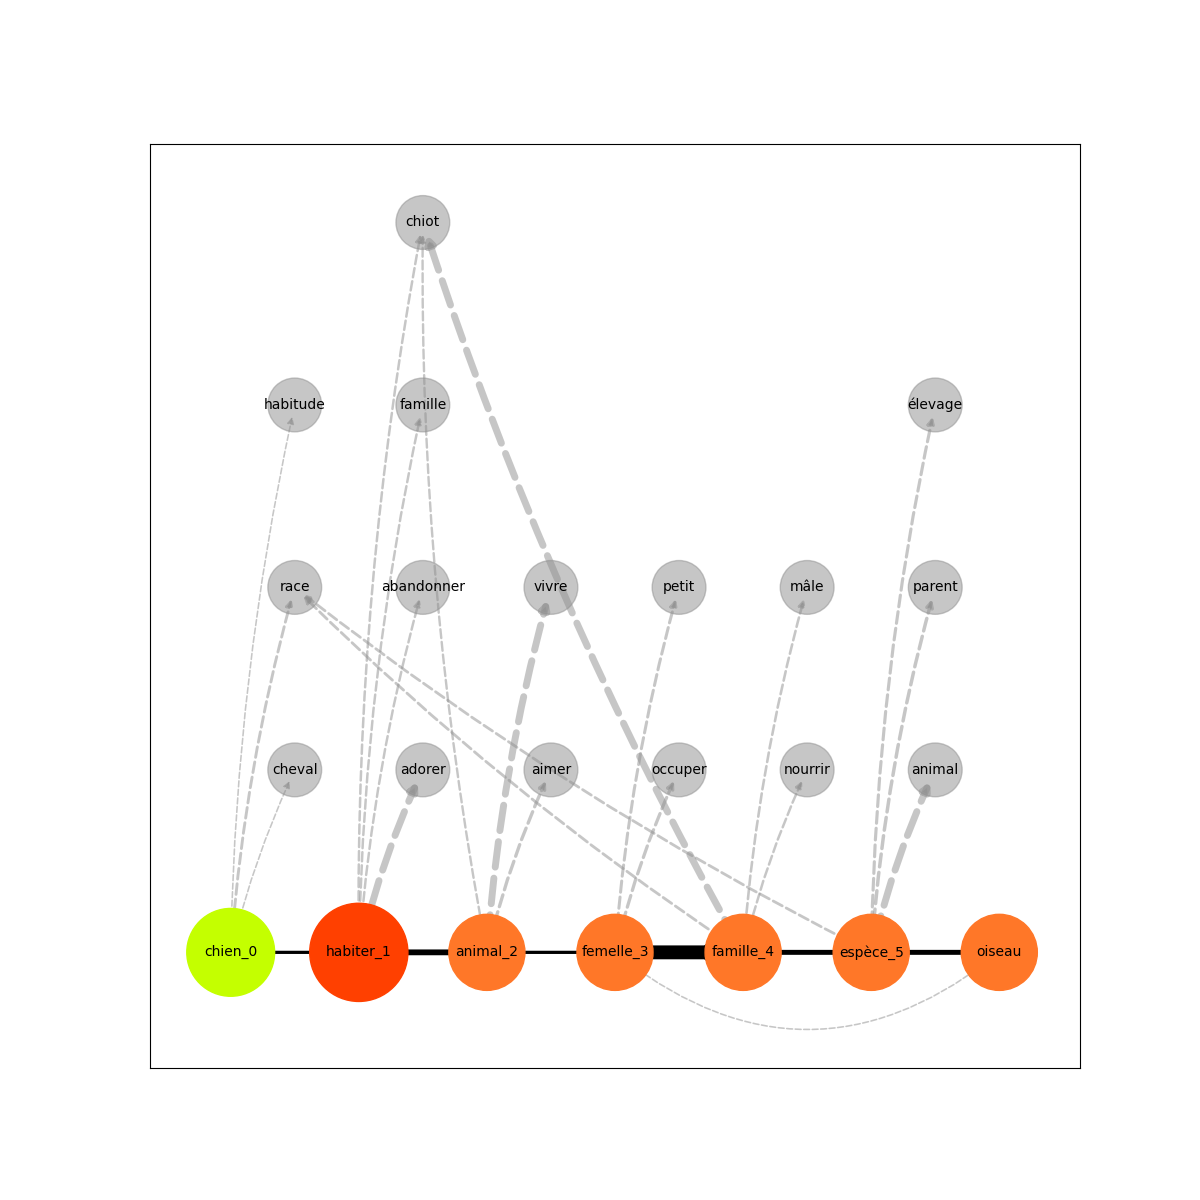 chiot
habitude
famille
élevage
race
abandonner
vivre
petit
mâle
parent
cheval
adorer
aimer
occuper
nourrir
animal
chien_0
habiter_1
animal_2
femelle_3
famille_4
espèce_5
oiseau